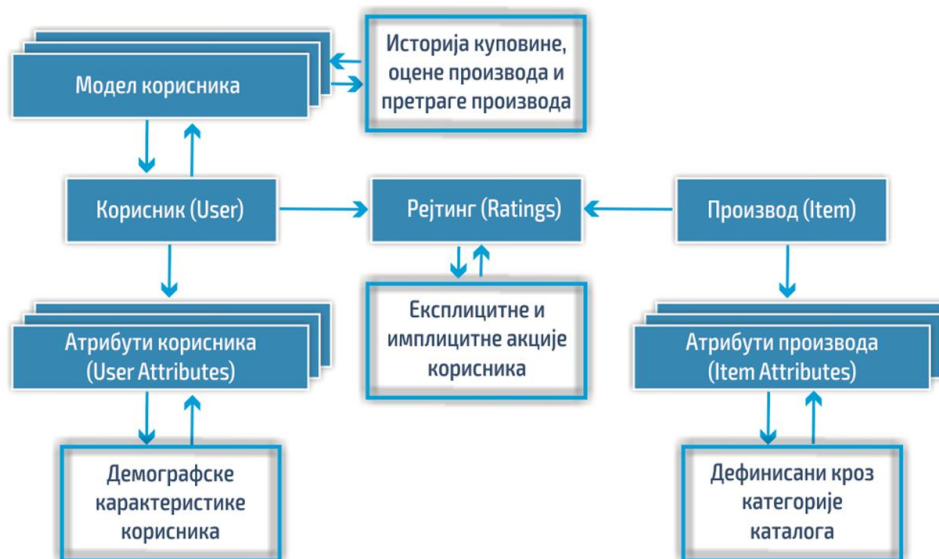 Модел корисника
Историја куповине,
оцене производа и
претраге производа
Корисник (User)
Рејтинг (Ratings)
Производ (Item)
Атрибути корисника
(User Attributes)
Експлицитне и
имплицитне акције
корисника
Атрибути производа
(Item Attributes)
Демографске
карактеристике
корисника
Дефинисани кроз
категорије
каталога